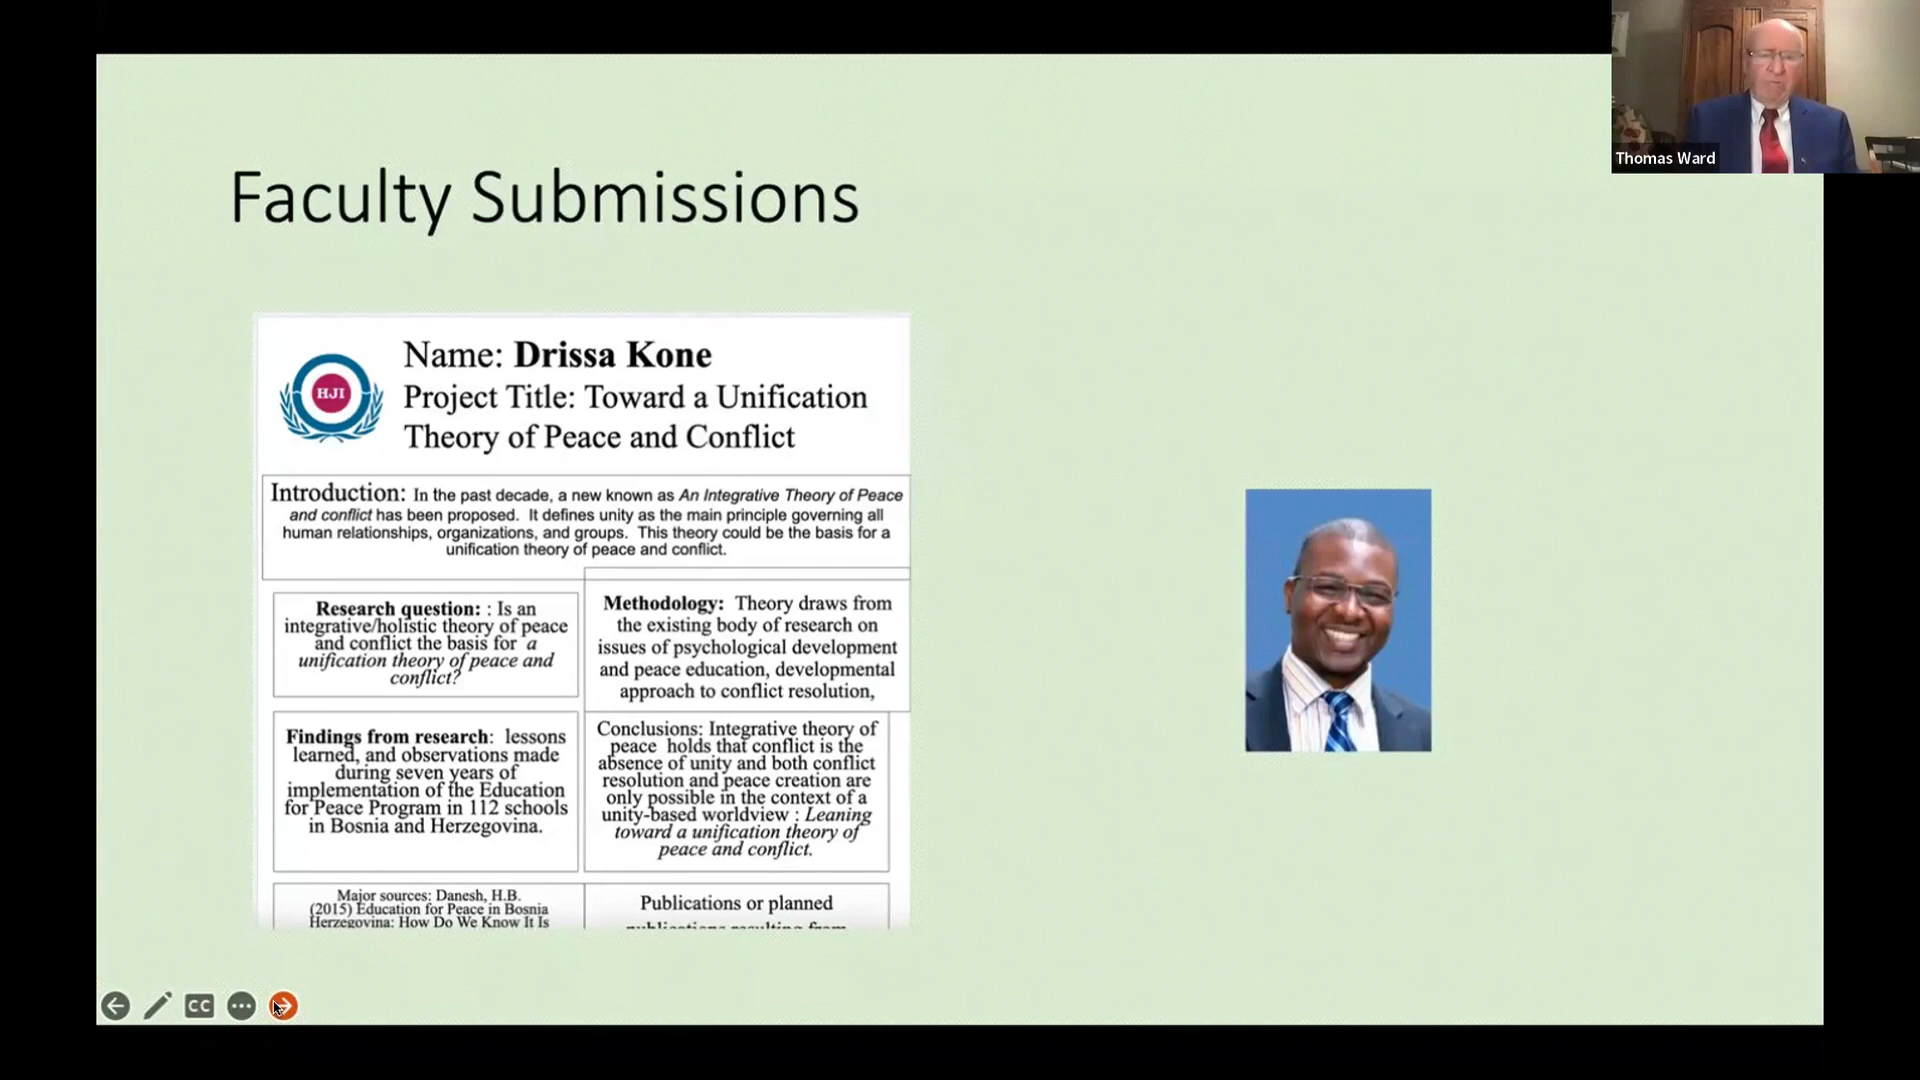 Thomas Ward
Faculty Submissions
HJI
Name: Drissa Kone
Project Title: Toward a Unification
Theory of Peace and Conflict
Introduction: In the past decade, a new known as An Integrative Theory of Peace
and conflict has been proposed. It defines unity as the main principle governing all
human relationships, organizations, and groups. This theory could be the basis for a
unification theory of peace and conflict.
Research question: : Is an
integrative/holistic theory of peace
and conflict the basis for a
unification theory of peace and
conflict?
Methodology: Theory draws from
the existing body of research on
issues of psychological development
and peace education, developmental
approach to conflict resolution,
Findings from research: lessons
learned, and observations made
during seven years of
implementation of the Education
for Peace Program in 112 schools
in Bosnia and Herzegovina.
Conclusions: Integrative theory of
peace holds that conflict is the
absence of unity and both conflict
resolution and peace creation are
only possible in the context of a
unity-based worldview : Leaning
toward a unification theory of
peace and conflict.
Major sources: Danesh, H.B.
(2015) Education for Peace in Bosnia
Herzegovina: How Do We Know It Is
Publications or planned
publications resulting from
CC